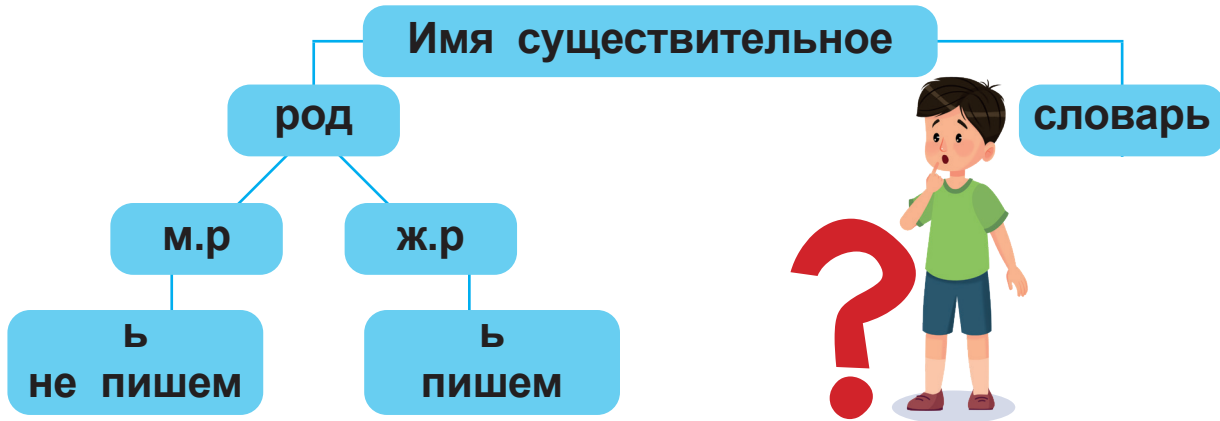 Имя существительное
род
словарь
м.р
ж.р
ь
не пишем
ь
пишем
?